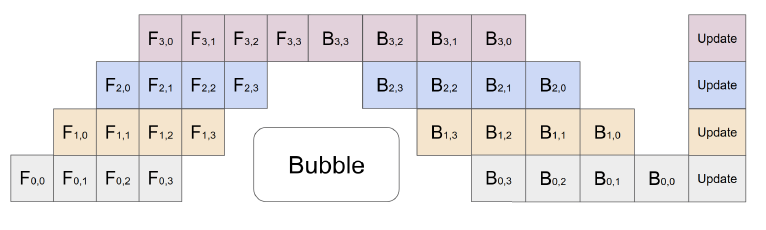 F3,0 F3,1 F3,2 F3,3 B3,3 B3,2 B3,1 B3,0 Update
F2,0 F2,1 F2,2 F2,3 B2,3 B2,2 B2,1 B2,0 Update
F1,0 F1,1 F1,2 F1,3 B1,3 B1,2 B1,1 B1,0 Update
Bubble
F0,0 F0,1 F0,2 F0,3 B0,3 B0,2 B0,1 B0,0 Update